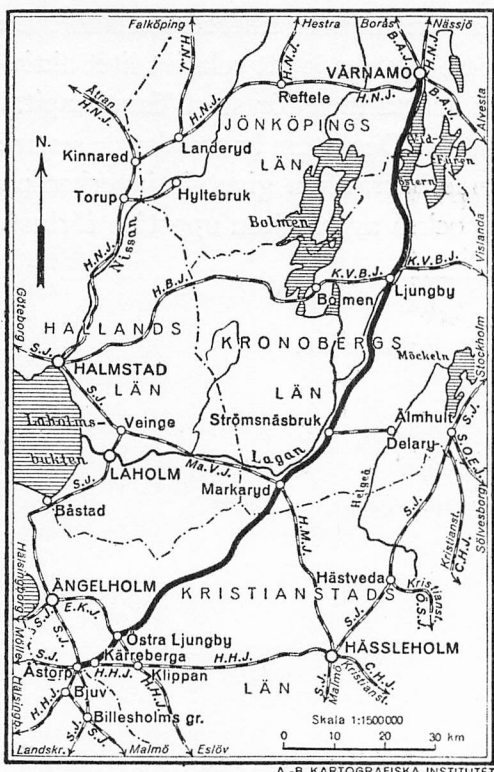 Falköping
Hestra
Borås
Nässjö
H.N.J.
H.N.J.
B.A.J.
H.N.J.
VÄRNAMO
Ätran
H.N.J.
H.N.J.
Reftele
H.N.J.
B.A.J.
Alvesta
JÖNKÖPINGS
N.
Kinnared
Landeryd
LÄN
Vid-
Furen
östern
Torup
Hyltebruk
Bolmen
Nissan
Vislanda
H.N.J.
H.B.J.
K.V.B.J.
K.V.B.J.
Ljungby
Bolmen
Göteborg
S.J.
HALLANDS
KRONOBERGS
Möckeln
Stockholm
HALMSTAD
LÄN
S.J.
LÄN
Laholms-
bukten
Veinge
Strömsnäsbruk
Älmhult
S.J.
Delary
S.O.E.J.
Lagan
LAHOLM
Ma.V.J.
Markaryd
Helgeå
S.J.
Båstad
S.J.
Kristianst.
C.H.J.
Sölvesborg
H.M.J.
Hälsingborg
ÄNGELHOLM
Hästveda
Kristianst.
Ö.S.J.
KRISTIANSTADS
E.K.J.
S.J.
S.J.
S.J.
Mölle
Östra Ljungby
Kärreberga
HÄSSLEHOLM
Åstorp
H.H.J.
H.H.J.
Klippan
C.H.J.
Kristianst.
S.J.
Malmö
Hälsingb.
H.H.J.
Bjuv
H.H.J.
LÄN
Billesholms gr.
Skala 1:1500000
S.J.
Landskr.
Malmö
Eslöv
0 10 20 30 km
A.-B. KARTOGRAFISKA INSTITUTET